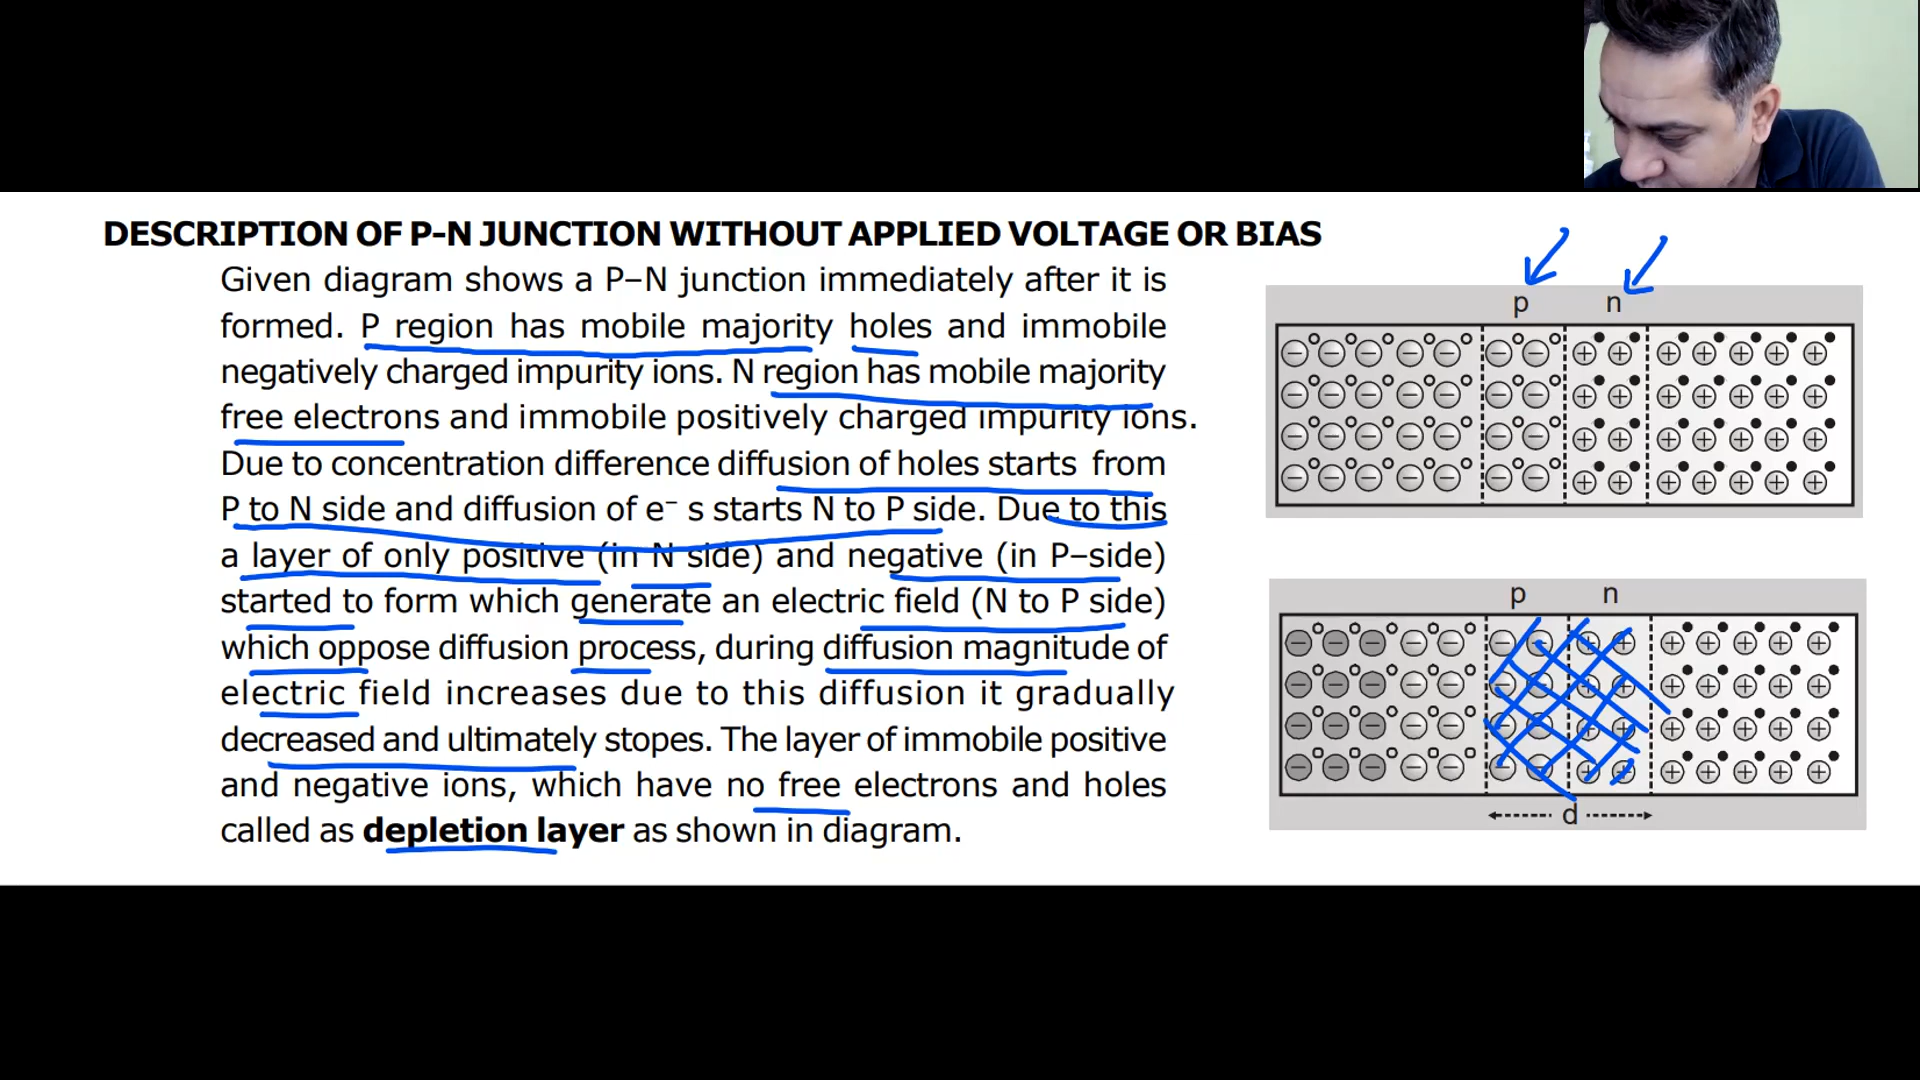 DESCRIPTION OF P-N JUNCTION WITHOUT APPLIED VOLTAGE OR BIAS
Given diagram shows a P–N junction immediately after it is
formed. P region has mobile majority holes and immobile
negatively charged impurity ions. N region has mobile majority
free electrons and immobile positively charged impurity ions.
Due to concentration difference diffusion of holes starts from
P to N side and diffusion of e⁻ s starts N to P side. Due to this
a layer of only positive (in N side) and negative (in P–side)
started to form which generate an electric field (N to P side)
which oppose diffusion process, during diffusion magnitude of
electric field increases due to this diffusion it gradually
decreased and ultimately stopes. The layer of immobile positive
and negative ions, which have no free electrons and holes
called as depletion layer as shown in diagram.
p n
p n
d